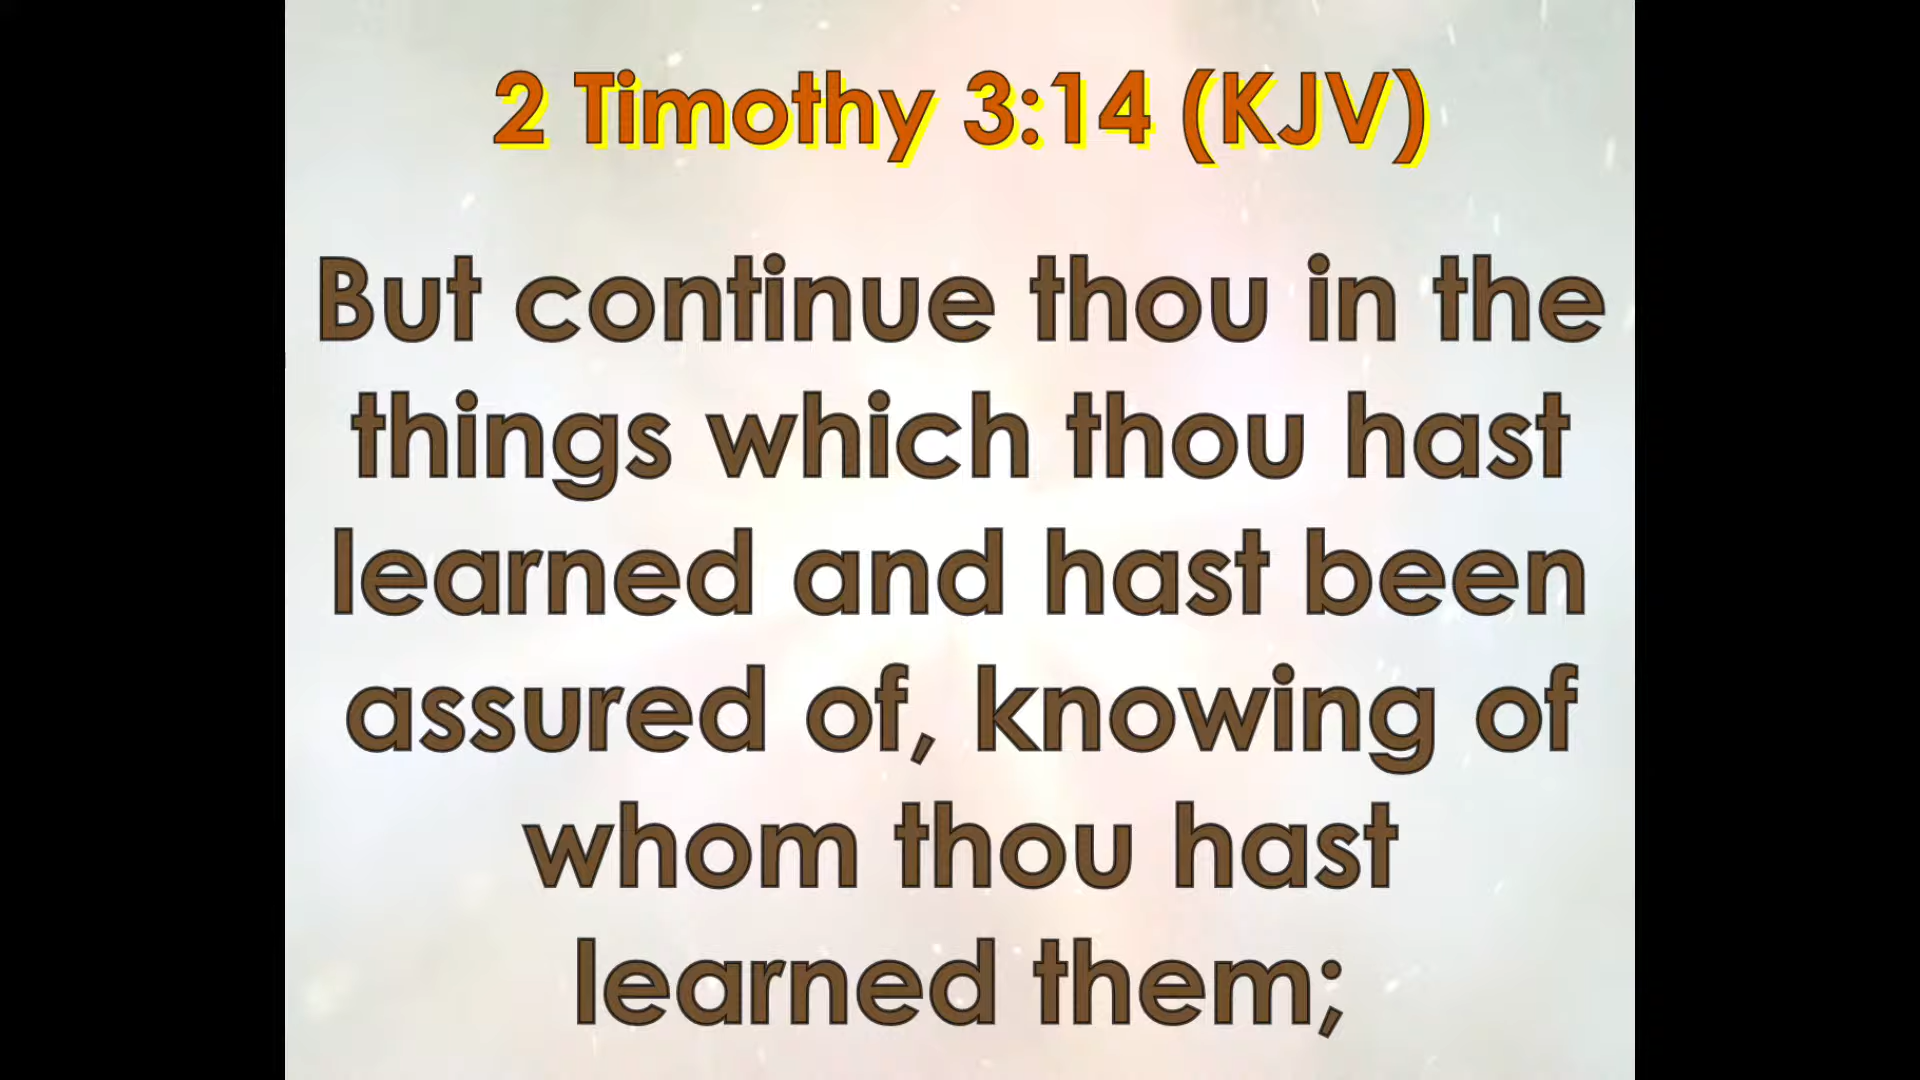 2 Timothy 3:14 (KJV)
But continue thou in the
things which thou hast
learned and hast been
assured of, knowing of
whom thou hast
learned them;